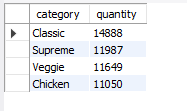 category quantity
Classic 14888
Supreme 11987
Veggie 11649
Chicken 11050